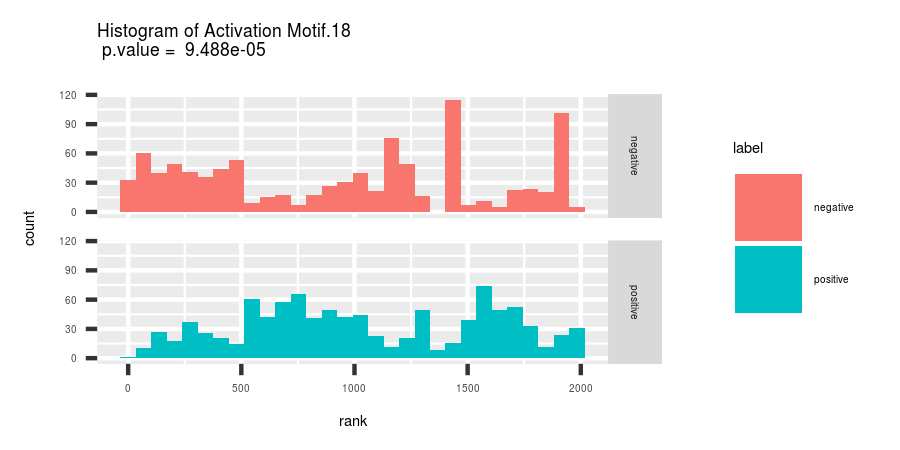 Histogram of Activation Motif.18
p.value = 9.488e-05
count
120
90
60
30
0
negative
120
90
60
30
0
positive
0 500 1000 1500 2000
rank
label
negative
positive